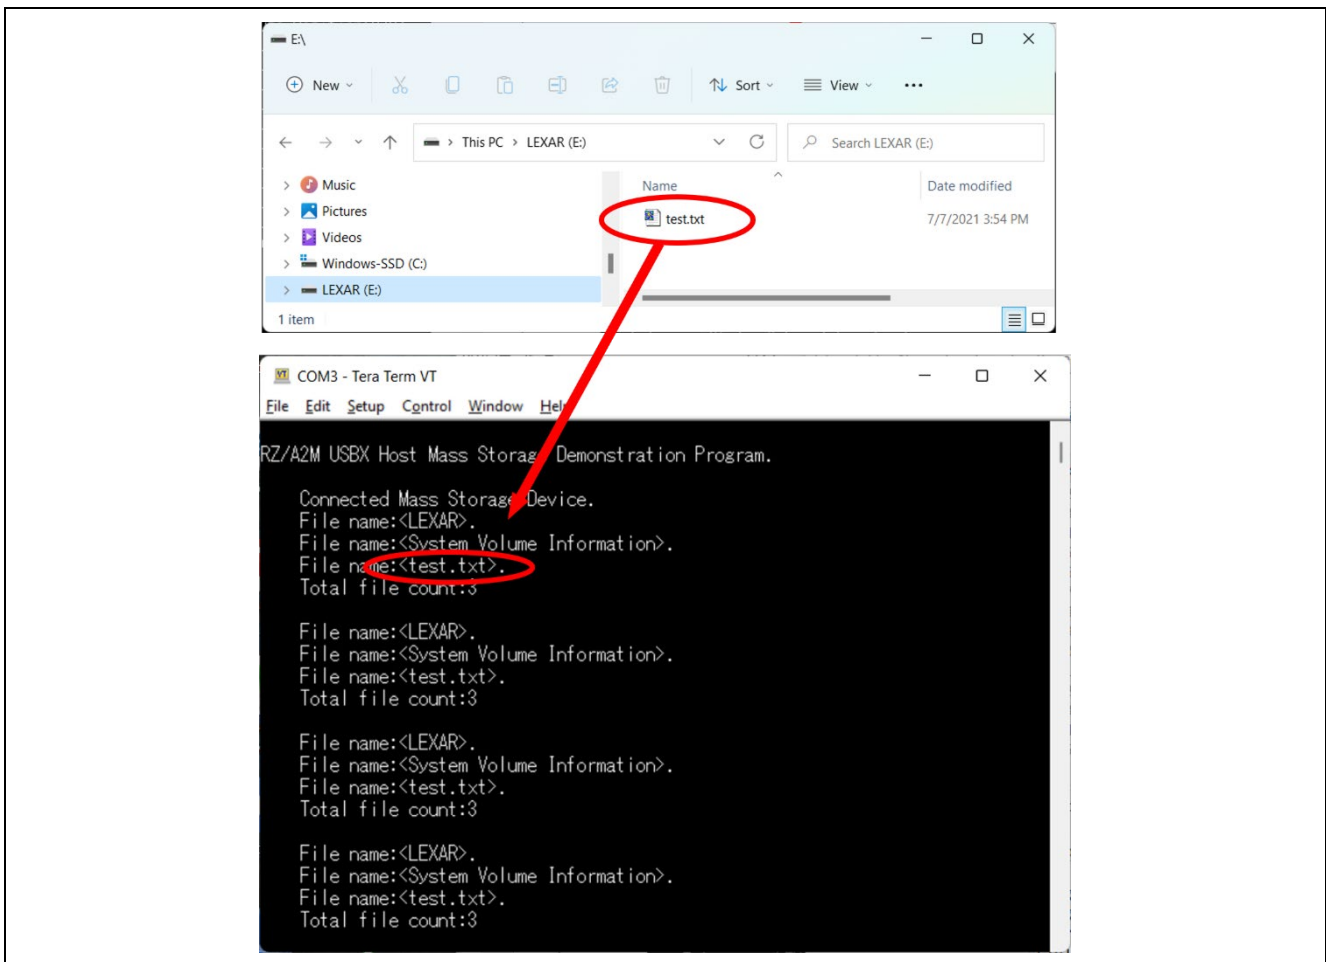 E:\
New Sort View ...
This PC > LEXAR (E:) Search LEXAR (E:)
Music Name Date modified
Pictures test.txt 7/7/2021 3:54 PM
Videos
Windows-SSD (C:)
LEXAR (E:)
1 item
COM3 - Tera Term VT
File Edit Setup Control Window Help
RZ/A2M USBX Host Mass Storage Demonstration Program.
Connected Mass Storage Device.
File name:<LEXAR>.
File name:<System Volume Information>.
File name:<test.txt>.
Total file count:3
File name:<LEXAR>.
File name:<System Volume Information>.
File name:<test.txt>.
Total file count:3
File name:<LEXAR>.
File name:<System Volume Information>.
File name:<test.txt>.
Total file count:3
File name:<LEXAR>.
File name:<System Volume Information>.
File name:<test.txt>.
Total file count:3